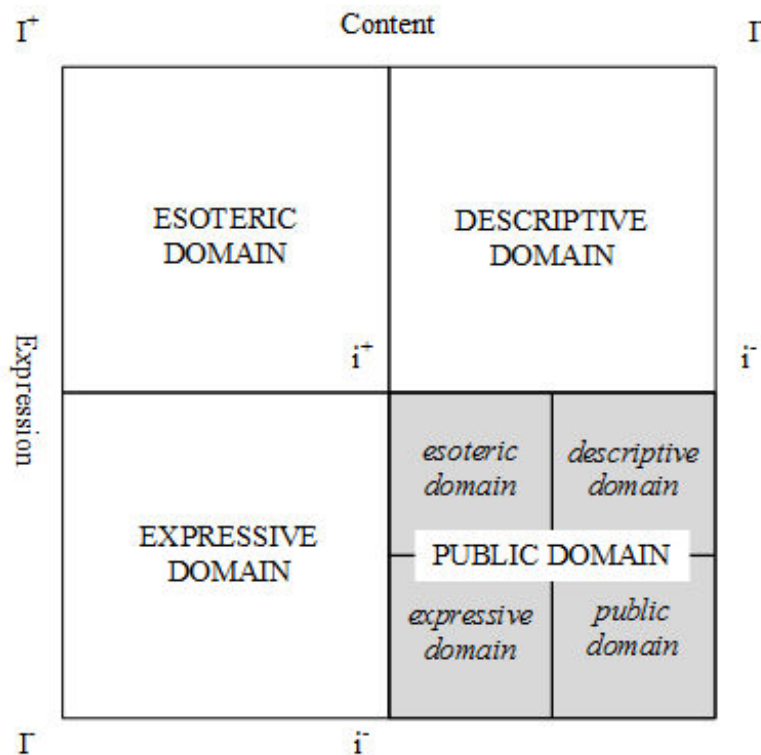 I⁺ Content I⁻
ESOTERIC
DOMAIN
DESCRIPTIVE
DOMAIN
Expression
i⁺ i⁻
esoteric
domain
descriptive
domain
EXPRESSIVE
DOMAIN
PUBLIC DOMAIN
expressive
domain
public
domain
I⁻ i⁻